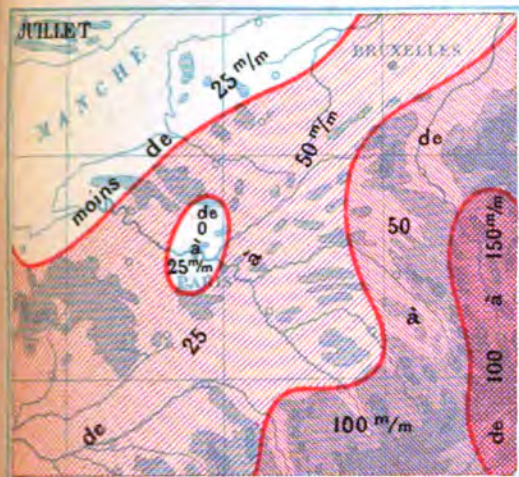 JUILLET
BRUXELLES
MANCHE
moins de 25 m/m
de
0
à
25 m/m
PARIS
de 25 à 50 m/m
de
50
à
100 m/m
de 100 à 150 m/m